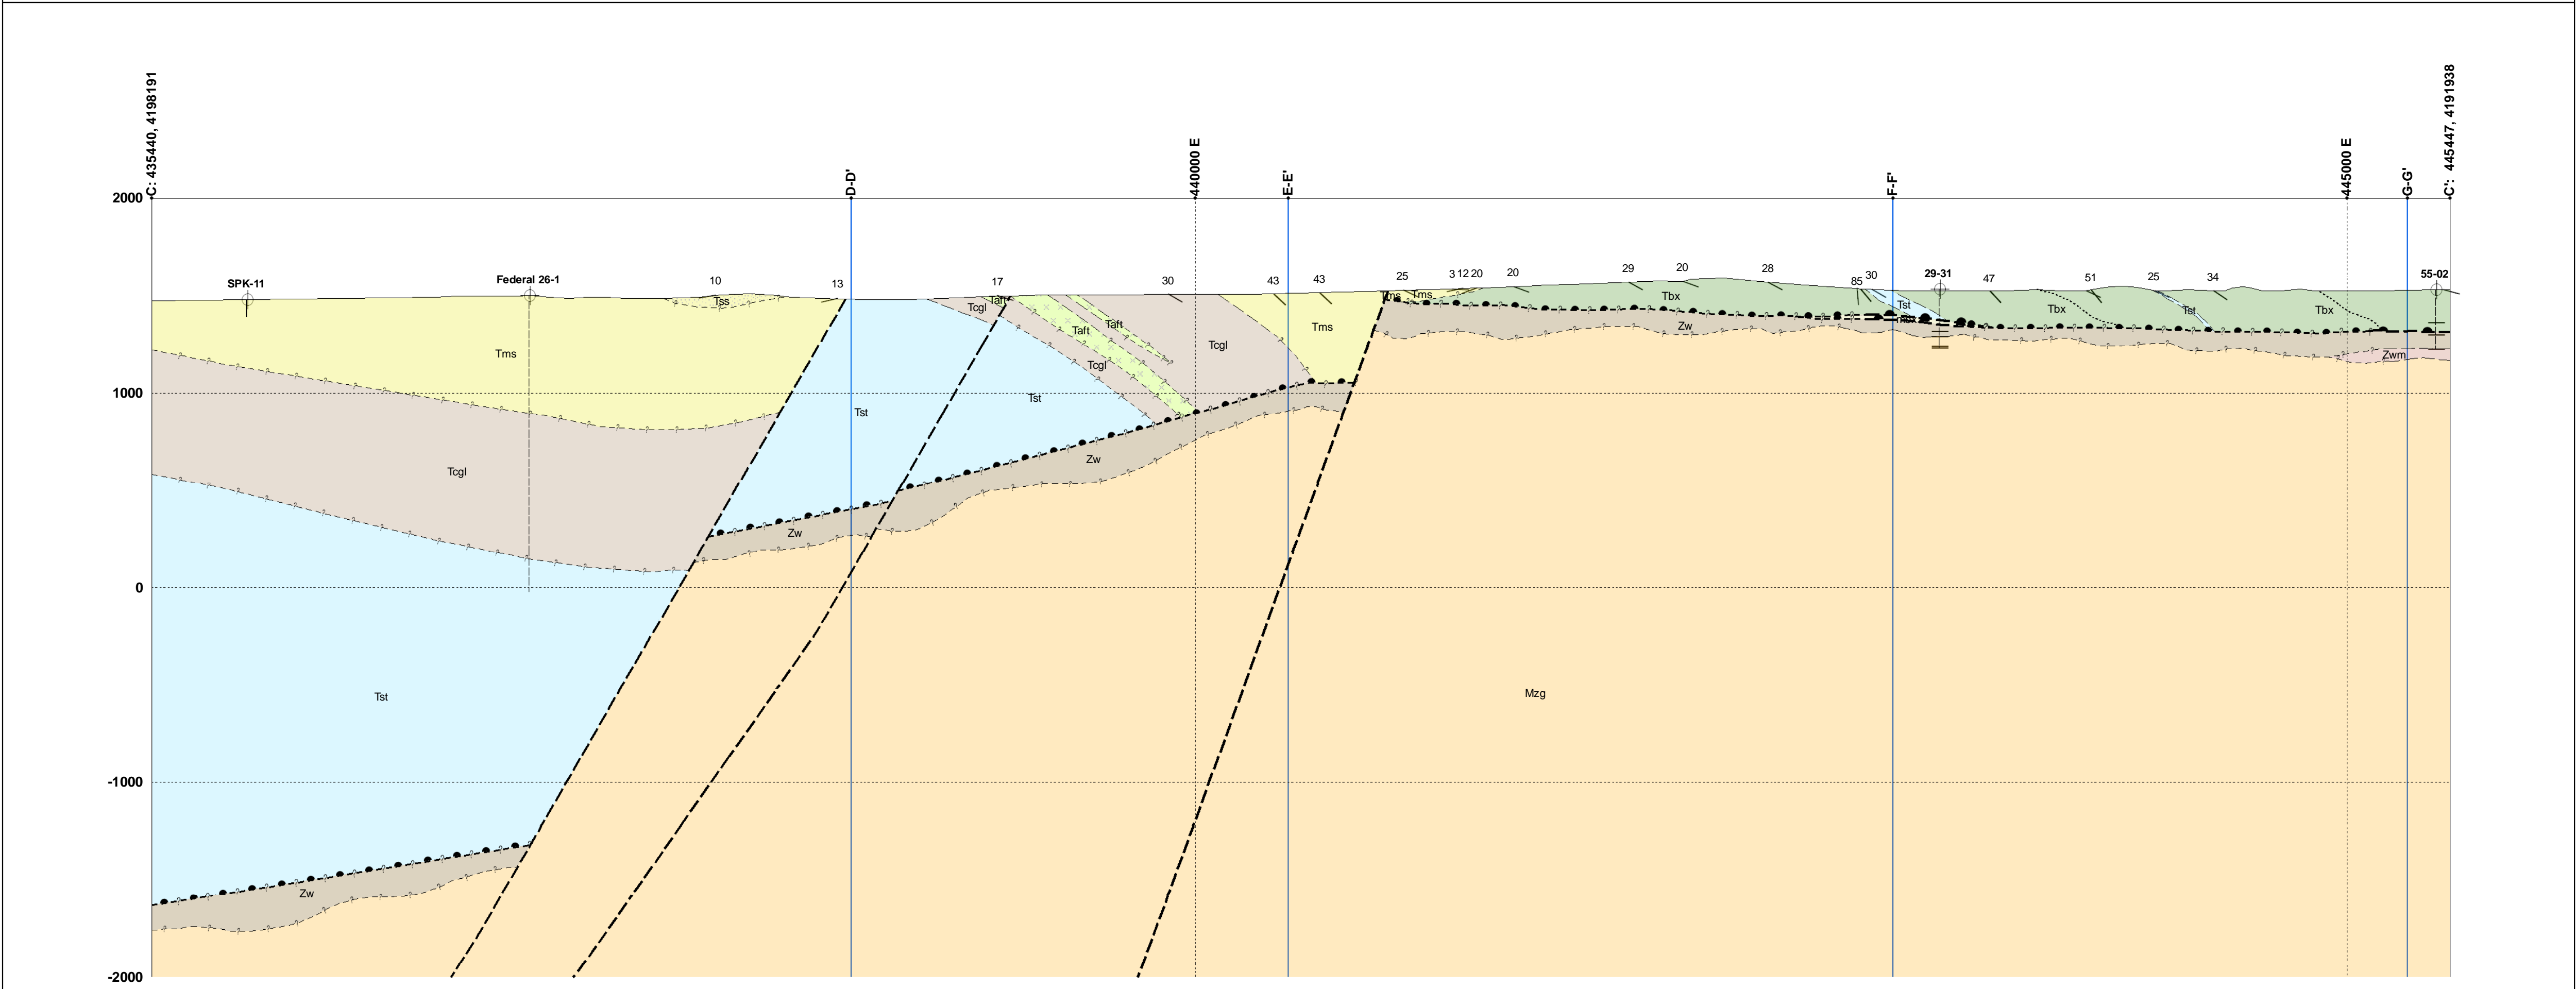 C: 435440, 4198191
440000 E
445000 E
C': 445447, 4191938
D-D'
E-E'
F-F'
G-G'
2000
SPK-11
Federal 26-1
10
13
17
30
43
43
25
3 12 20
20
29
20
28
85
30
29-31
47
51
25
34
55-02
Tss
Tcgl
Taft
Tms
Tms
Tbx
Tst
Tbx
Tst
Tbx
Taft
Taft
Tms
Zw
Tms
Tcgl
Tcgl
Zwm
1000
Tst
Tst
Tcgl
Zw
Zw
0
Tst
Mzg
-1000
Zw
-2000